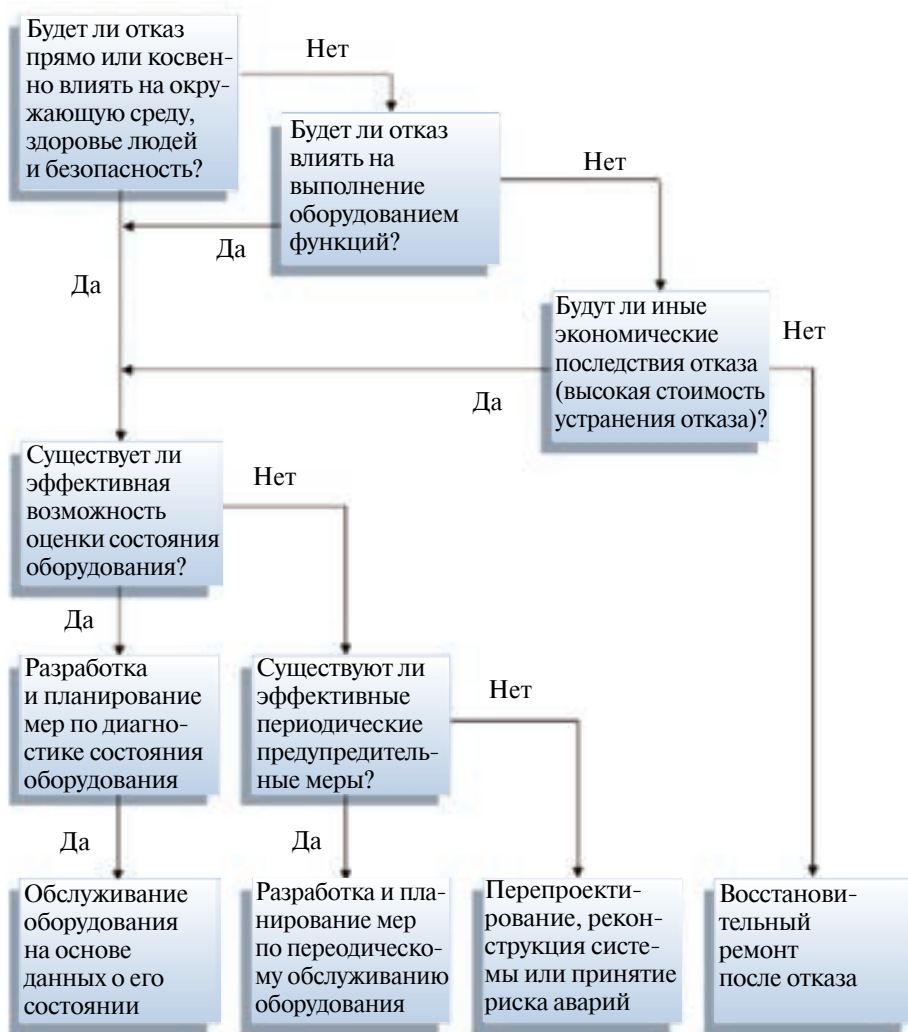 Будет ли отказ
прямо или косвен-
но влиять на окру-
жающую среду,
здоровье людей
и безопасность?
Нет
Будет ли отказ
влиять на
выполнение
оборудованием
функций?
Нет
Да
Да
Будут ли иные
экономические
последствия отказа
(высокая стоимость
устранения отказа)?
Нет
Да
Существует ли
эффективная
возможность
оценки состояния
оборудования?
Нет
Да
Разработка
и планирование
мер по диагно-
стике состояния
оборудования
Существуют ли
эффективные
периодические
предупредитель-
ные меры?
Нет
Да
Да
Обслуживание
оборудования
на основе
данных о его
состоянии
Разработка и пла-
нирование мер
по переодическо-
му обслуживанию
оборудования
Перепроекти-
рование, рекон-
струкция систе-
мы или принятие
риска аварий
Восстанови-
тельный
ремонт
после отказа